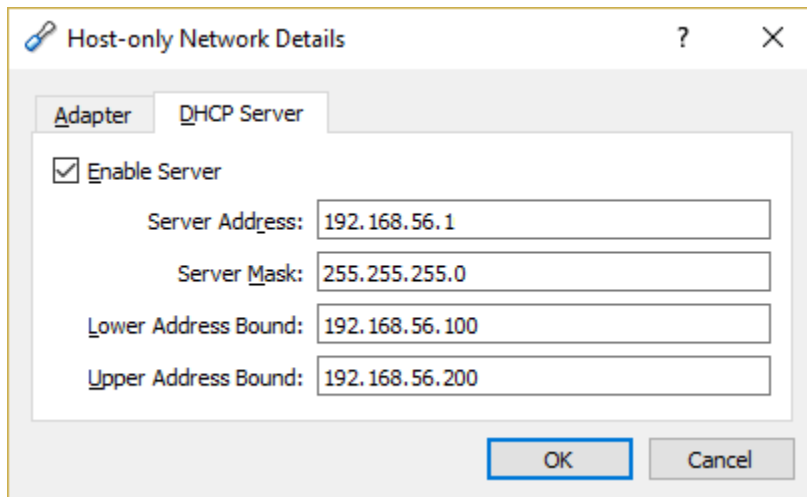 Host-only Network Details ?
Adapter DHCP Server
Enable Server
Server Address: 192.168.56.1
Server Mask: 255.255.255.0
Lower Address Bound: 192.168.56.100
Upper Address Bound: 192.168.56.200
OK Cancel